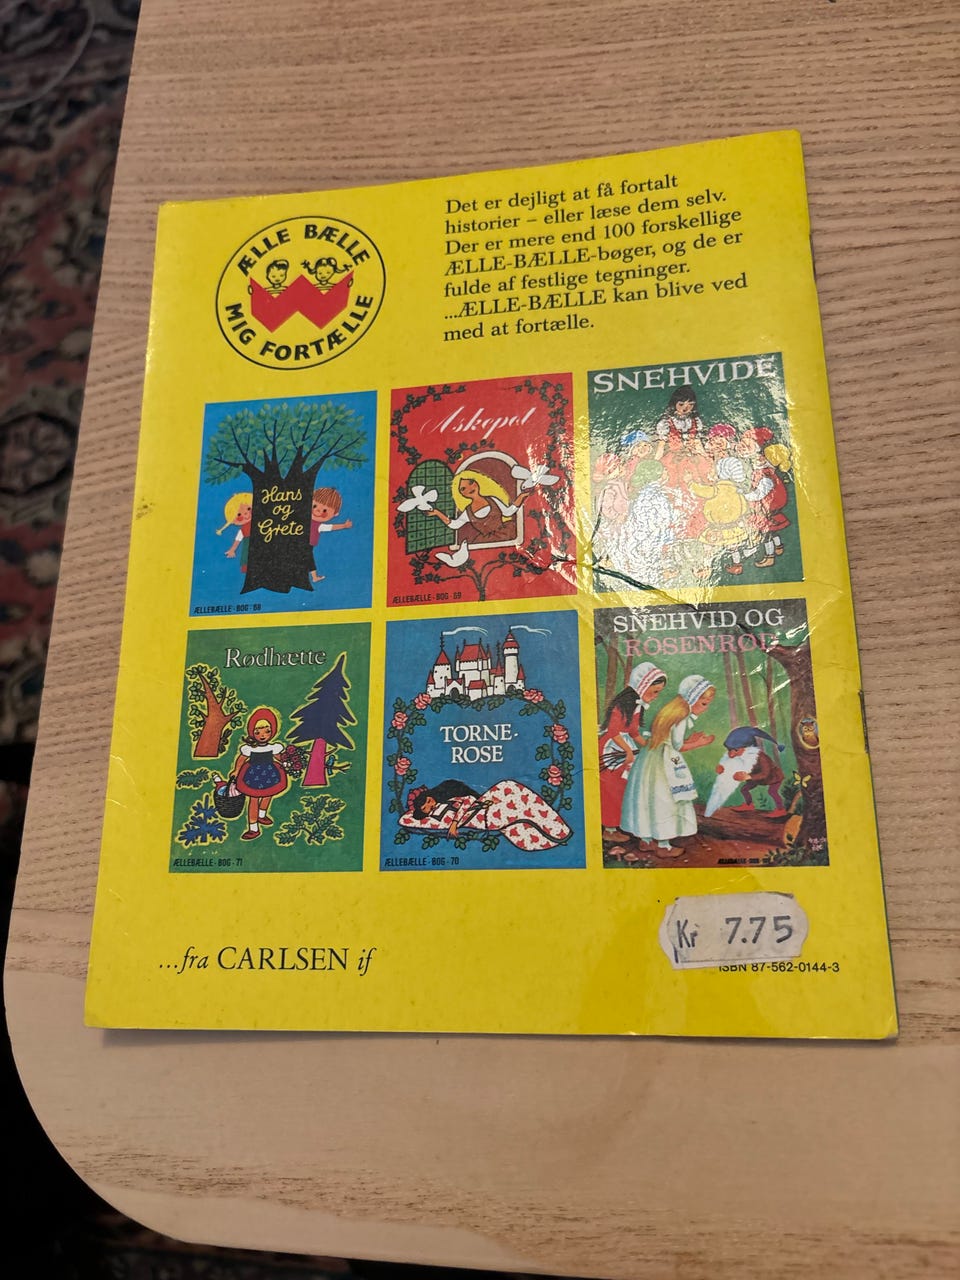 ÆLLE BÆLLE
MIG FORTÆLLE
Det er dejligt at få fortalt
historier – eller læse dem selv.
Der er mere end 100 forskellige
ÆLLE-BÆLLE-bøger, og de er
fulde af festlige tegninger.
...ÆLLE-BÆLLE kan blive ved
med at fortælle.
Hans
og
Grete
ÆLLEBÆLLE - BOG - 68
Askepot
ÆLLEBÆLLE - BOG - 69
SNEHVIDE
Rødhætte
ÆLLEBÆLLE - BOG - 71
TORNE-
ROSE
ÆLLEBÆLLE - BOG - 70
SNEHVID OG
ROSENRØD
ÆLLEBÆLLE - BOG
...fra CARLSEN if
Kr 7.75
ISBN 87-562-0144-3